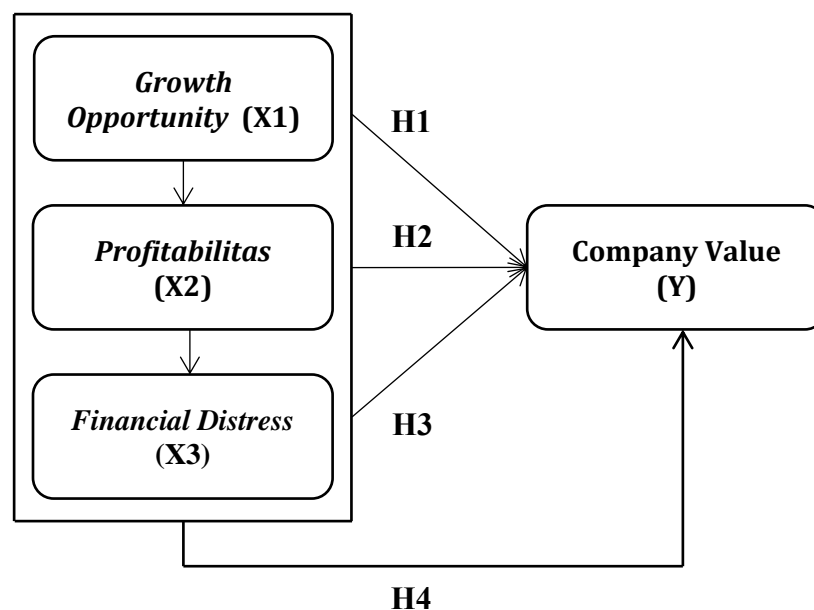 Growth
Opportunity (X1)
H1
Profitabilitas
(X2)
H2
Company Value
(Y)
Financial Distress
(X3)
H3
H4